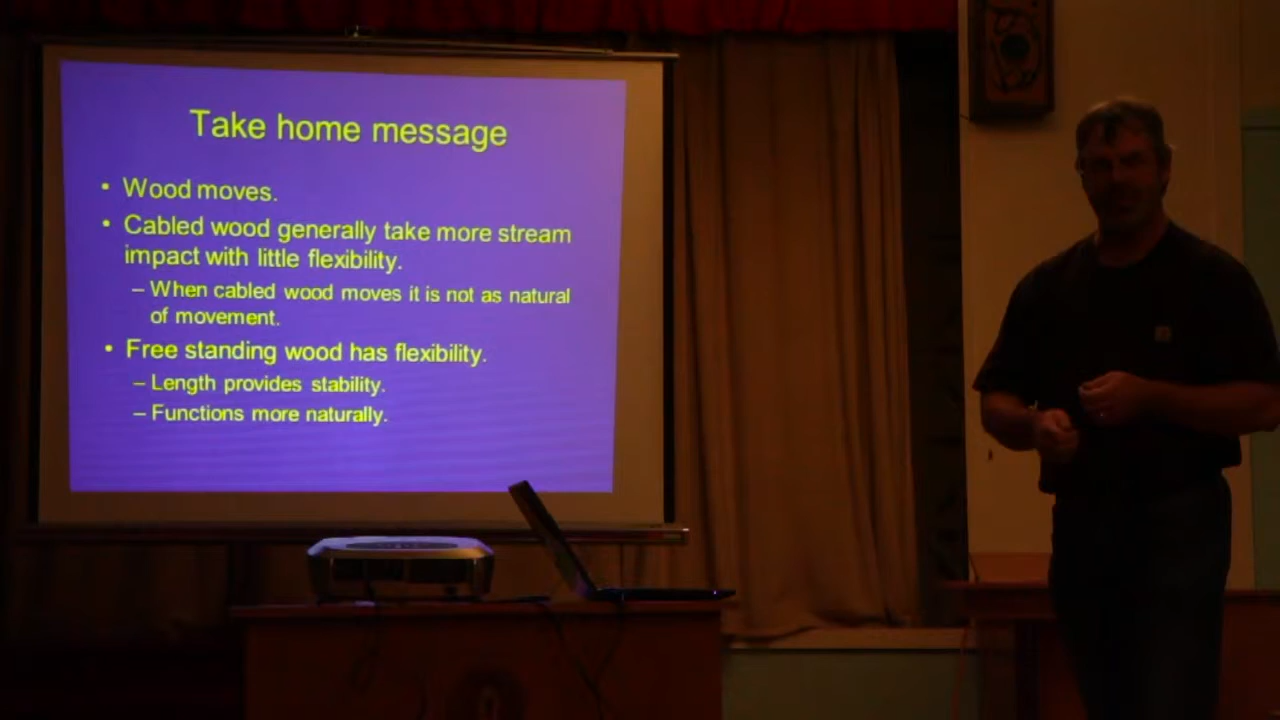 Take home message
• Wood moves.
• Cabled wood generally take more stream
impact with little flexibility.
– When cabled wood moves it is not as natural
of movement.
• Free standing wood has flexibility.
– Length provides stability.
– Functions more naturally.